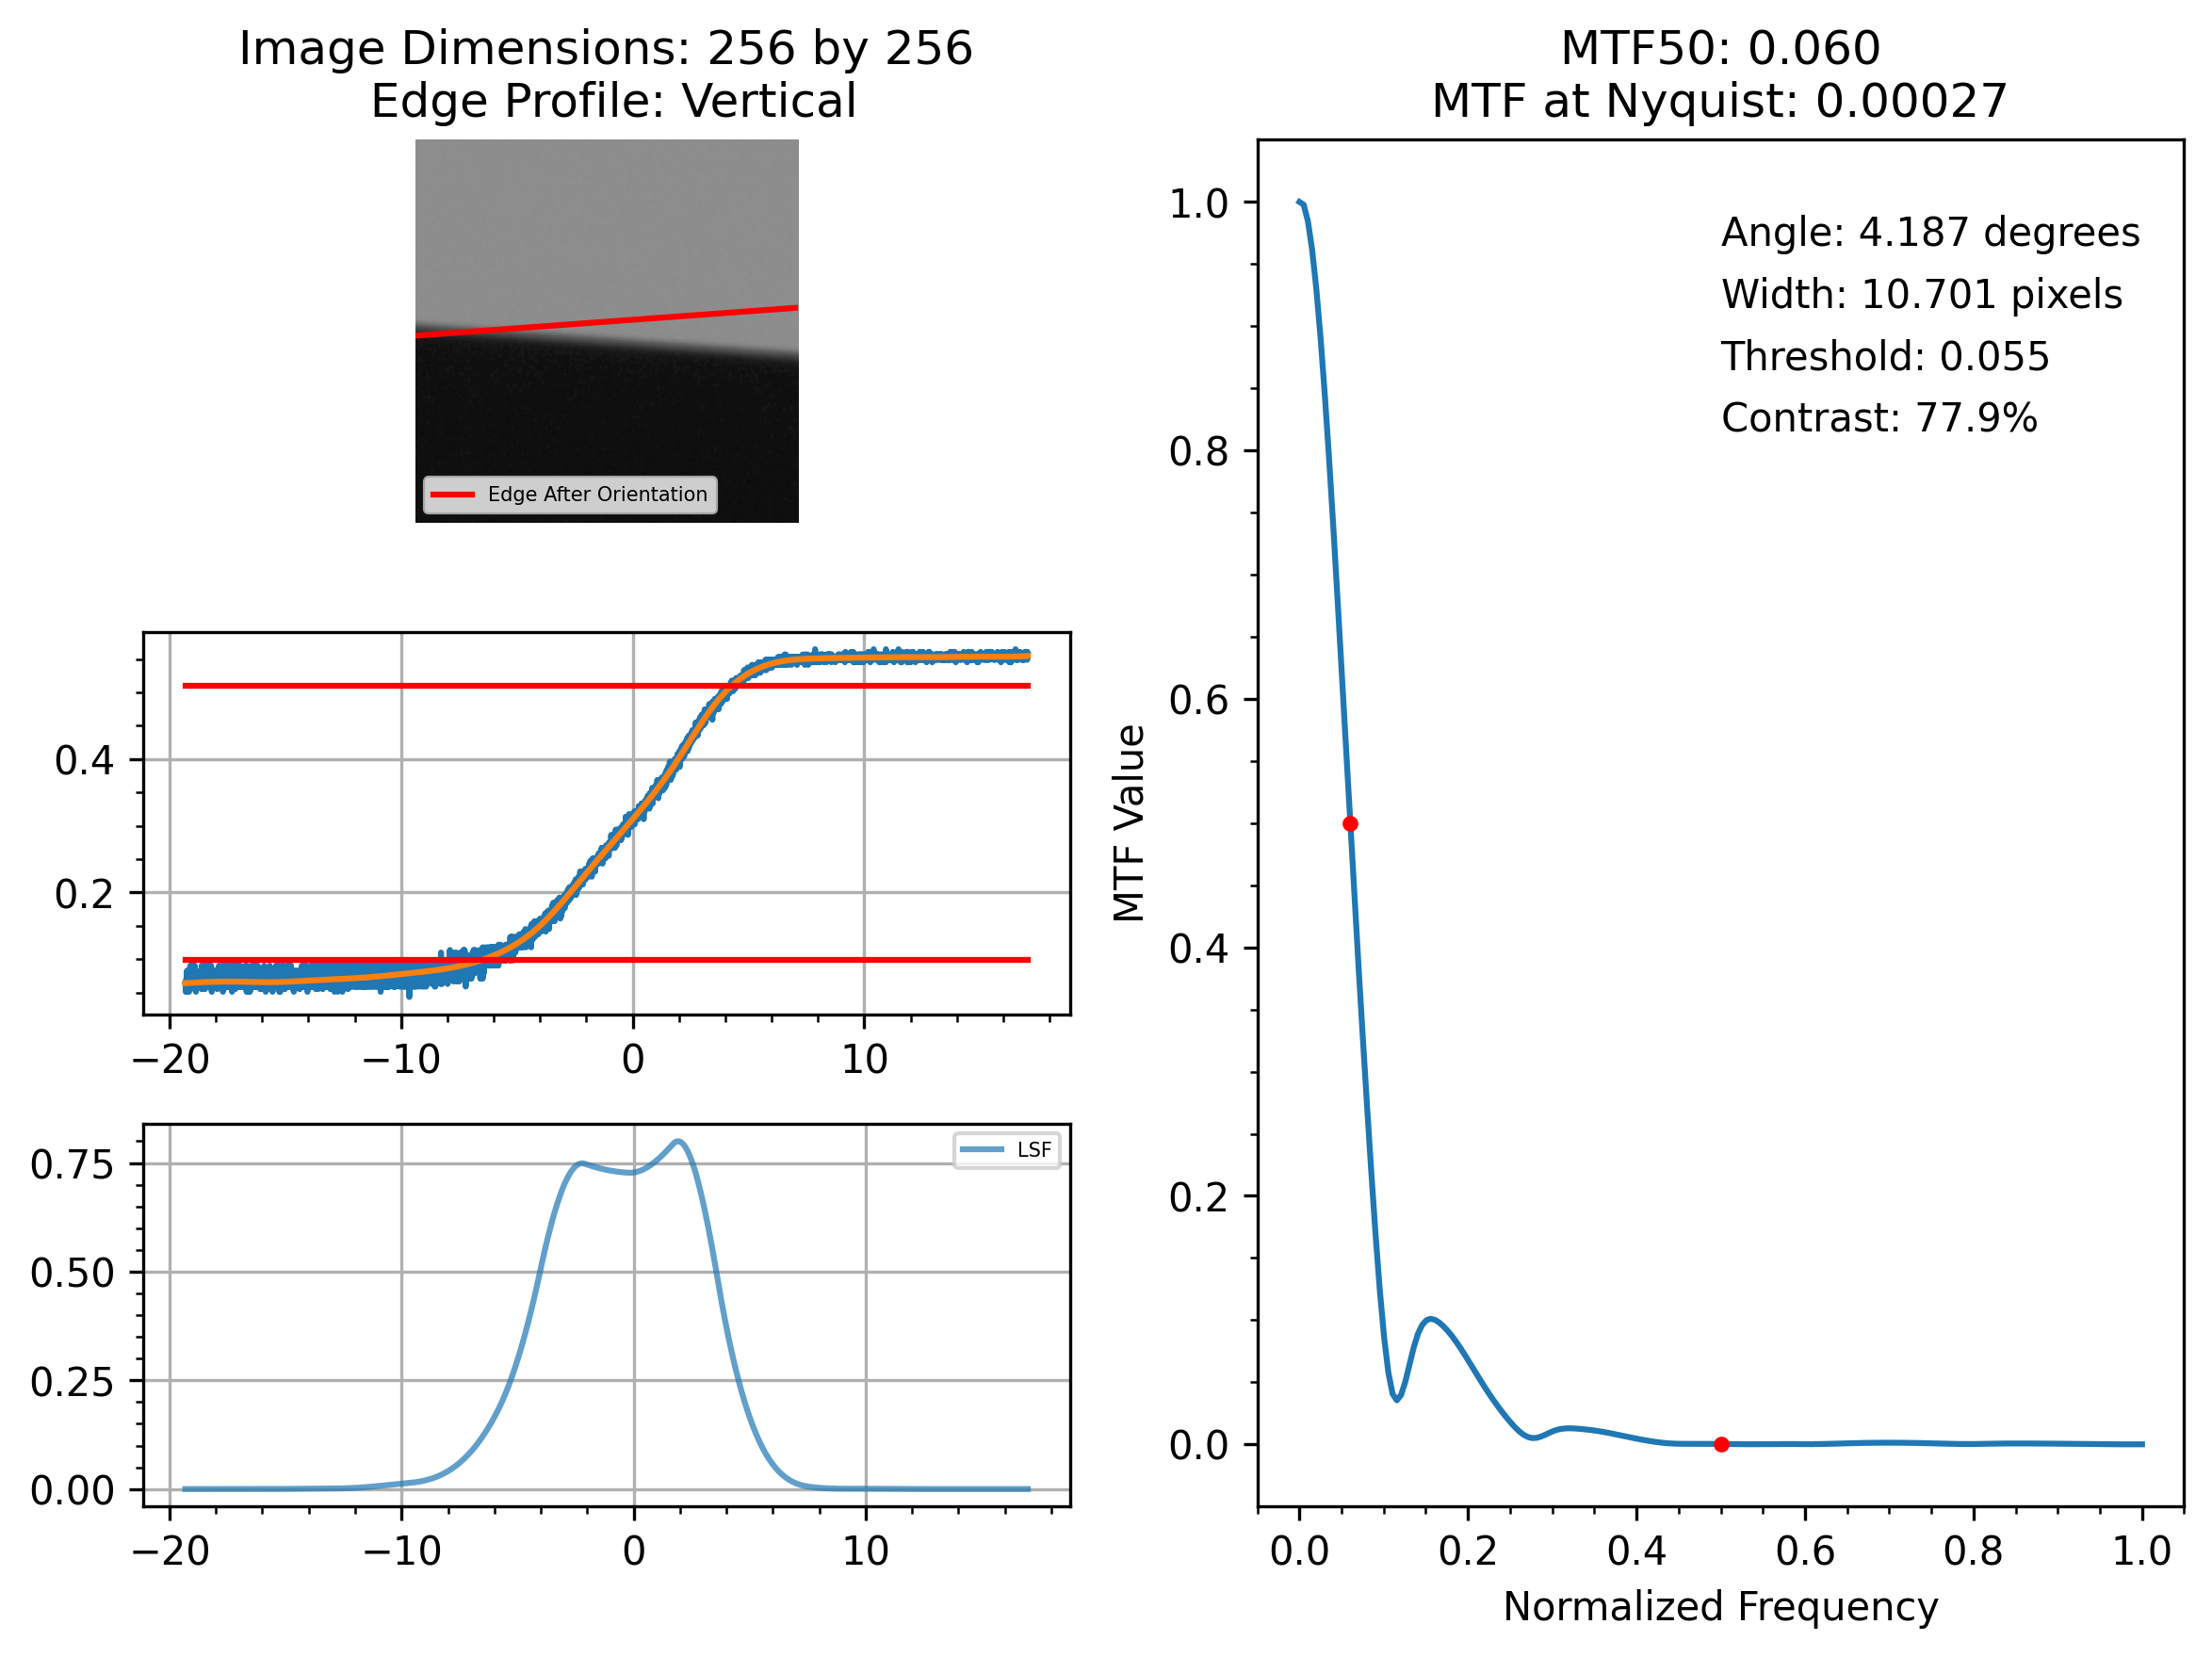 Image Dimensions: 256 by 256
Edge Profile: Vertical
Edge After Orientation
0.4
0.2
−20 −10 0 10
LSF
0.75
0.50
0.25
0.00
−20 −10 0 10
MTF50: 0.060
MTF at Nyquist: 0.00027
Angle: 4.187 degrees
Width: 10.701 pixels
Threshold: 0.055
Contrast: 77.9%
MTF Value
1.0
0.8
0.6
0.4
0.2
0.0
0.0 0.2 0.4 0.6 0.8 1.0
Normalized Frequency